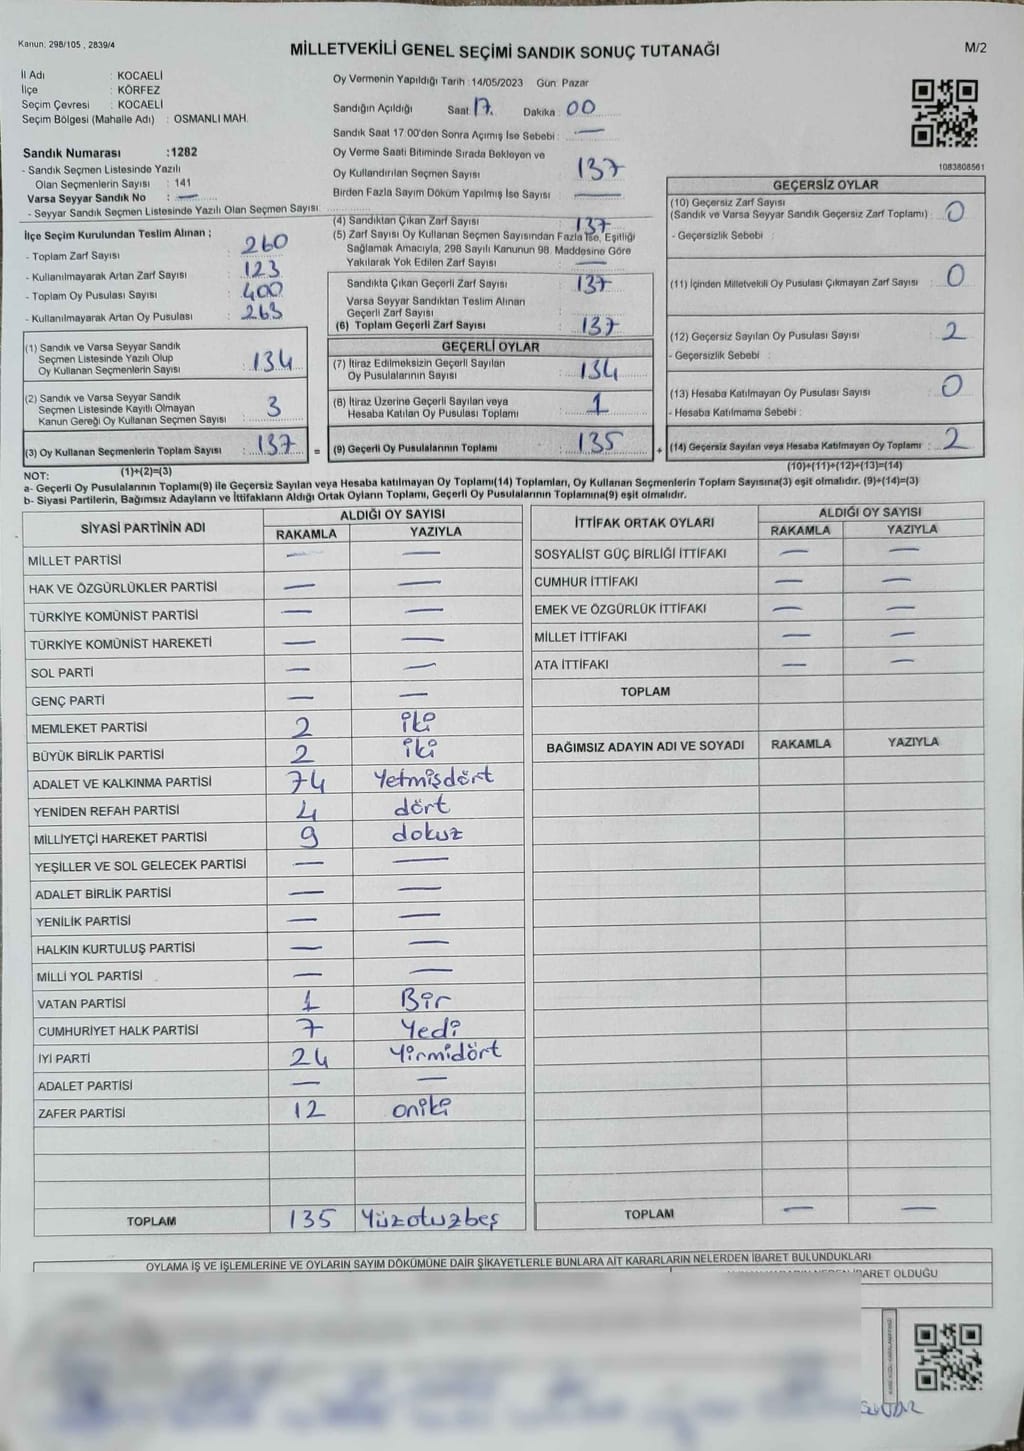 Kanun, 298/105 , 2839/4
MİLLETVEKİLİ GENEL SEÇİMİ SANDIK SONUÇ TUTANAĞI
M/2
İl Adı : KOCAELİ
İlçe : KÖRFEZ
Seçim Çevresi : KOCAELİ
Seçim Bölgesi (Mahalle Adı) : OSMANLI MAH.
Sandık Numarası :1282
- Sandık Seçmen Listesinde Yazılı
Olan Seçmenlerin Sayısı : 141
Varsa Seyyar Sandık No : —
- Seyyar Sandık Seçmen Listesinde Yazılı Olan Seçmen Sayısı:
İlçe Seçim Kurulundan Teslim Alınan ;
- Toplam Zarf Sayısı : 260
- Kullanılmayarak Artan Zarf Sayısı : 123
- Toplam Oy Pusulası Sayısı : 400
- Kullanılmayarak Artan Oy Pusulası : 263
(1) Sandık ve Varsa Seyyar Sandık
Seçmen Listesinde Yazılı Olup
Oy Kullanan Seçmenlerin Sayısı : 134
(2) Sandık ve Varsa Seyyar Sandık
Seçmen Listesinde Kayıtlı Olmayan
Kanun Gereği Oy Kullanan Seçmen Sayısı : 3
(3) Oy Kullanan Seçmenlerin Toplam Sayısı : 137 =
(1)+(2)=(3)
Oy Vermenin Yapıldığı Tarih :14/05/2023 Gün: Pazar
Sandığın Açıldığı Saat 17. Dakika : 00
Sandık Saat 17:00'den Sonra Açımış İse Sebebi : —
Oy Verme Saati Bitiminde Sırada Bekleyen ve
Oy Kullandırılan Seçmen Sayısı : 137
Birden Fazla Sayım Döküm Yapılmış İse Sayısı : —
(4) Sandıktan Çıkan Zarf Sayısı : 137
(5) Zarf Sayısı Oy Kullanan Seçmen Sayısından Fazla İse, Eşitliği
Sağlamak Amacıyla, 298 Sayılı Kanunun 98. Maddesine Göre
Yakılarak Yok Edilen Zarf Sayısı : —
Sandıkta Çıkan Geçerli Zarf Sayısı : 137
Varsa Seyyar Sandıktan Teslim Alınan
Geçerli Zarf Sayısı :
(6) Toplam Geçerli Zarf Sayısı : 137
GEÇERLİ OYLAR
(7) İtiraz Edilmeksizin Geçerli Sayılan
Oy Pusulalarının Sayısı : 134
(8) İtiraz Üzerine Geçerli Sayılan veya
Hesaba Katılan Oy Pusulası Toplamı : 1
(9) Geçerli Oy Pusulalarının Toplamı : 135 +
1083808561
GEÇERSİZ OYLAR
(10) Geçersiz Zarf Sayısı
(Sandık ve Varsa Seyyar Sandık Geçersiz Zarf Toplamı) : 0
- Geçersizlik Sebebi :
(11) İçinden Milletvekili Oy Pusulası Çıkmayan Zarf Sayısı : 0
(12) Geçersiz Sayılan Oy Pusulası Sayısı : 2
- Geçersizlik Sebebi :
(13) Hesaba Katılmayan Oy Pusulası Sayısı : 0
- Hesaba Katılmama Sebebi :
(14) Geçersiz Sayılan veya Hesaba Katılmayan Oy Toplamı : 2
(10)+(11)+(12)+(13)=(14)
NOT:
a- Geçerli Oy Pusulalarının Toplamı(9) ile Geçersiz Sayılan veya Hesaba katılmayan Oy Toplamı(14) Toplamları, Oy Kullanan Seçmenlerin Toplam Sayısına(3) eşit olmalıdır. (9)+(14)=(3)
b- Siyasi Partilerin, Bağımsız Adayların ve İttifakların Aldığı Ortak Oyların Toplamı, Geçerli Oy Pusulalarının Toplamına(9) eşit olmalıdır.
SİYASİ PARTİNİN ADI ALDIĞI OY SAYISI
RAKAMLA YAZIYLA
MİLLET PARTİSİ — —
HAK VE ÖZGÜRLÜKLER PARTİSİ — —
TÜRKİYE KOMÜNİST PARTİSİ — —
TÜRKİYE KOMÜNİST HAREKETİ — —
SOL PARTİ — —
GENÇ PARTİ — —
MEMLEKET PARTİSİ 2 iki
BÜYÜK BİRLİK PARTİSİ 2 iki
ADALET VE KALKINMA PARTİSİ 74 Yetmişdört
YENİDEN REFAH PARTİSİ 4 dört
MİLLİYETÇİ HAREKET PARTİSİ 9 dokuz
YEŞİLLER VE SOL GELECEK PARTİSİ — —
ADALET BİRLİK PARTİSİ — —
YENİLİK PARTİSİ — —
HALKIN KURTULUŞ PARTİSİ — —
MİLLİ YOL PARTİSİ — —
VATAN PARTİSİ 1 Bir
CUMHURİYET HALK PARTİSİ 7 Yedi
İYİ PARTİ 24 Yirmidört
ADALET PARTİSİ — —
ZAFER PARTİSİ 12 oniki
TOPLAM 135 Yüzotuzbeş
İTTİFAK ORTAK OYLARI ALDIĞI OY SAYISI
RAKAMLA YAZIYLA
SOSYALİST GÜÇ BİRLİĞİ İTTİFAKI — —
CUMHUR İTTİFAKI — —
EMEK VE ÖZGÜRLÜK İTTİFAKI — —
MİLLET İTTİFAKI — —
ATA İTTİFAKI — —
TOPLAM
BAĞIMSIZ ADAYIN ADI VE SOYADI RAKAMLA YAZIYLA
TOPLAM — —
OYLAMA İŞ VE İŞLEMLERİNE VE OYLARIN SAYIM DÖKÜMÜNE DAİR ŞİKAYETLERLE BUNLARA AİT KARARLARIN NELERDEN İBARET BULUNDUKLARI
İBARET OLDUĞU